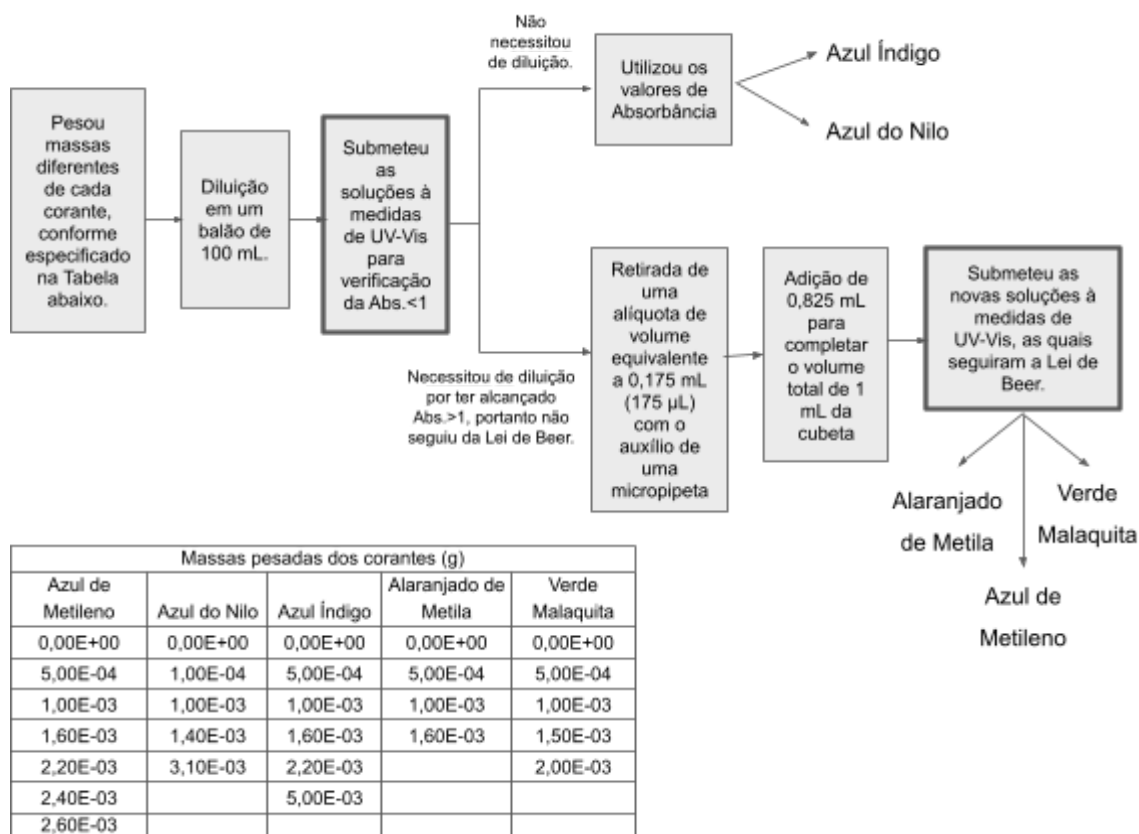 Pesou
massas
diferentes
de cada
corante,
conforme
especificado
na Tabela
abaixo.
Diluição
em um
balão de
100 mL.
Submeteu
as
soluções à
medidas
de UV-Vis
para
verificação
da Abs.<1
Não
necessitou
de diluição.
Utilizou os
valores de
Absorbância
Azul Índigo
Azul do Nilo
Necessitou de diluição
por ter alcançado
Abs.>1, portanto não
seguiu da Lei de Beer.
Retirada de
uma
alíquota de
volume
equivalente
a 0,175 mL
(175 µL)
com o
auxílio de
uma
micropipeta
Adição de
0,825 mL
para
completar
o volume
total de 1
mL da
cubeta
Submeteu as
novas soluções à
medidas de
UV-Vis, as quais
seguiram a Lei de
Beer.
Alaranjado
de Metila
Azul de
Metileno
Verde
Malaquita
Massas pesadas dos corantes (g)
Azul de Metileno Azul do Nilo Azul Índigo Alaranjado de Metila Verde Malaquita
0,00E+00 0,00E+00 0,00E+00 0,00E+00 0,00E+00
5,00E-04 1,00E-04 5,00E-04 5,00E-04 5,00E-04
1,00E-03 1,00E-03 1,00E-03 1,00E-03 1,00E-03
1,60E-03 1,40E-03 1,60E-03 1,60E-03 1,50E-03
2,20E-03 3,10E-03 2,20E-03 2,00E-03
2,40E-03 5,00E-03
2,60E-03